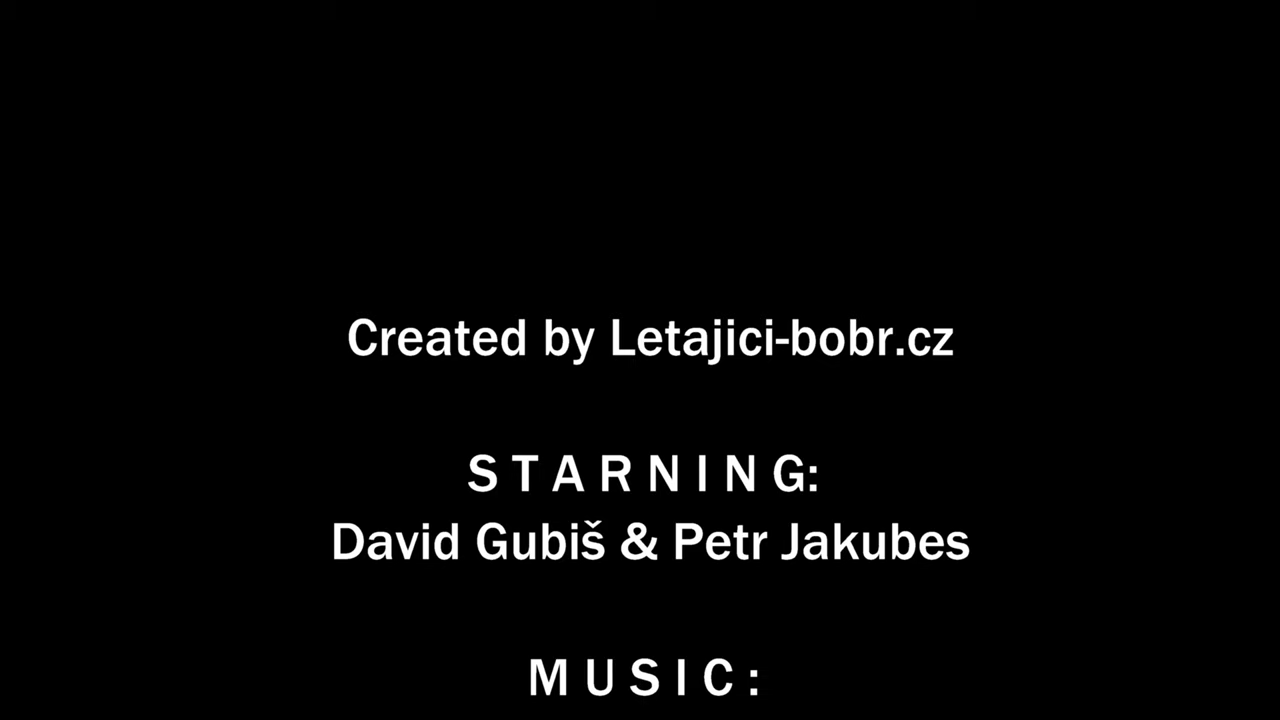 Created by Letajici-bobr.cz
S T A R N I N G:
David Gubiš & Petr Jakubes
M U S I C :